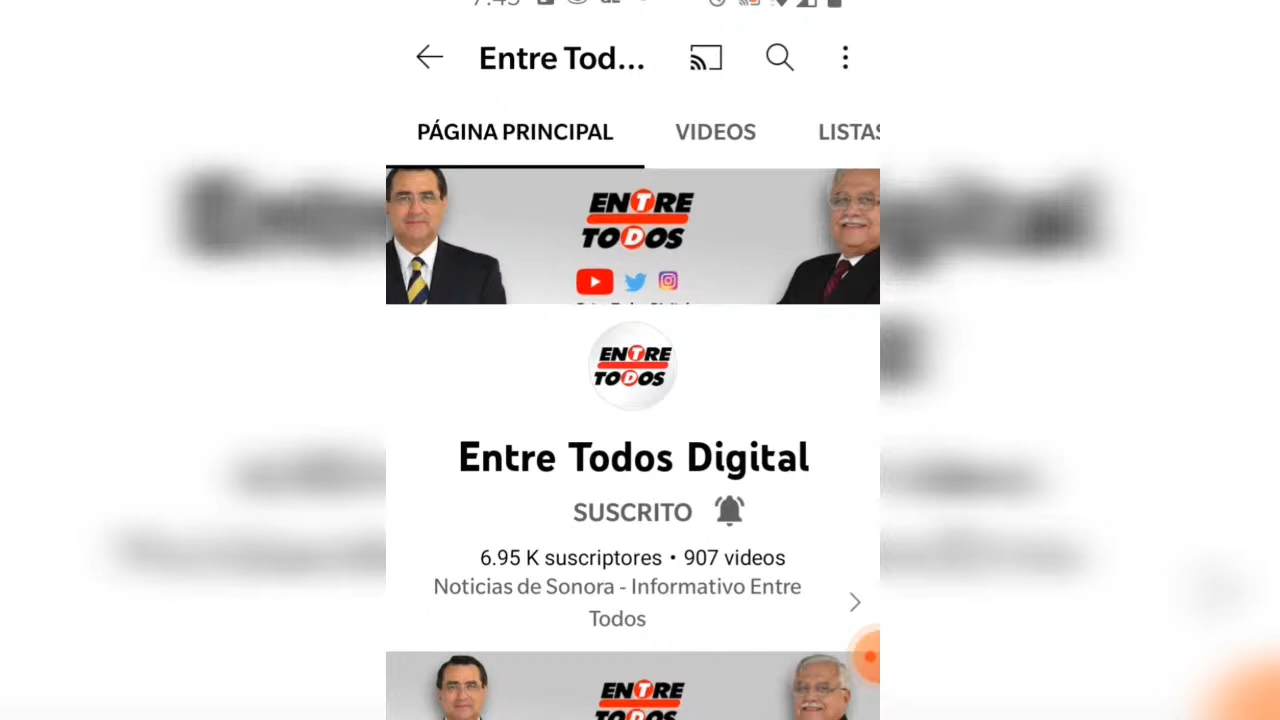 Entre Tod...
PÁGINA PRINCIPAL VIDEOS LISTAS
ENTRE
TODOS
ENTRE
TODOS
Entre Todos Digital
SUSCRITO
6.95 K suscriptores • 907 videos
Noticias de Sonora - Informativo Entre
Todos
ENTRE
TODOS